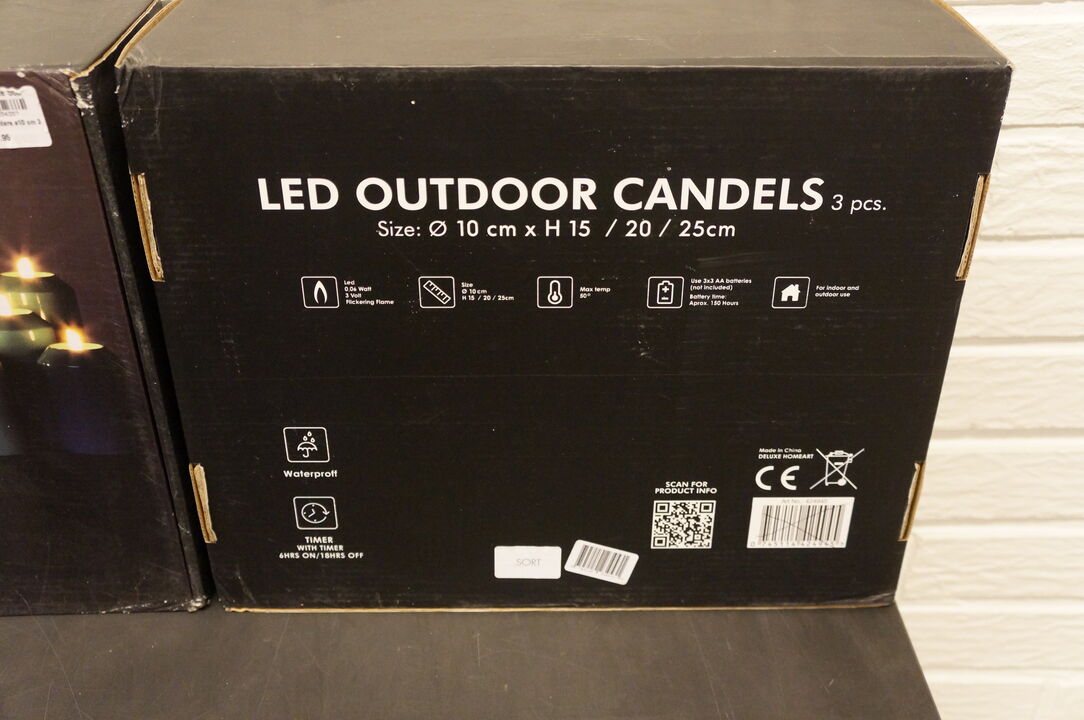 LED OUTDOOR CANDELS 3 pcs.
Size: Ø 10 cm x H 15 / 20 / 25cm
Led
0.06 Watt
3 Volt
Flickering Flame
Size
Ø 10 cm
H 15 / 20 / 25cm
Max temp
50°
Use 3x3 AA batteries
(not included)
Battery time:
Aprox. 150 Hours
For indoor and
outdoor use
Waterproff
TIMER
WITH TIMER
6HRS ON/18HRS OFF
SORT
SCAN FOR
PRODUCT INFO
Made in China
DELUXE HOMEART
CE